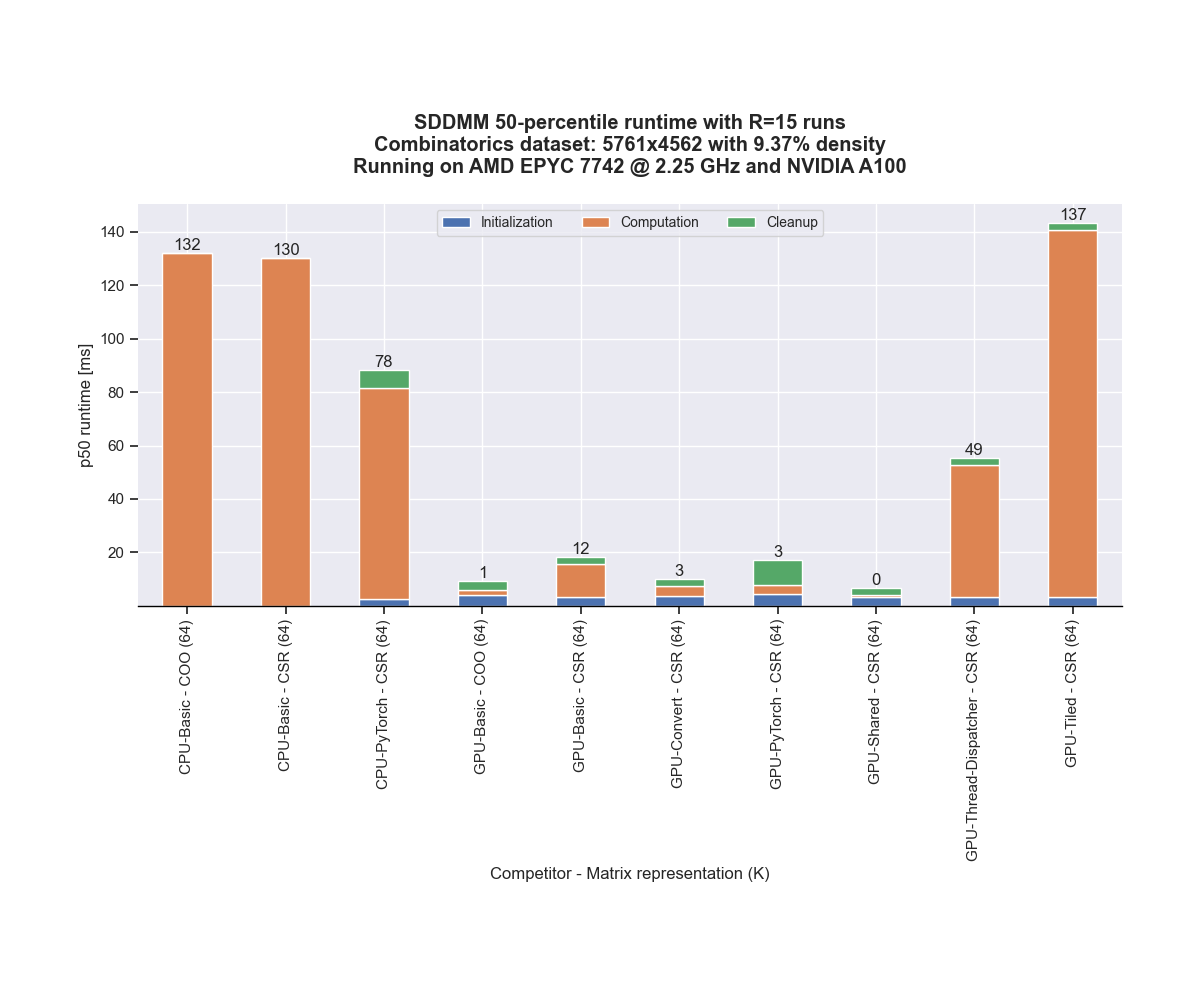 SDDMM 50-percentile runtime with R=15 runs
Combinatorics dataset: 5761x4562 with 9.37% density
Running on AMD EPYC 7742 @ 2.25 GHz and NVIDIA A100
Initialization
Computation
Cleanup
p50 runtime [ms]
140
120
100
80
60
40
20
132
130
78
1
12
3
3
0
49
137
CPU-Basic - COO (64)
CPU-Basic - CSR (64)
CPU-PyTorch - CSR (64)
GPU-Basic - COO (64)
GPU-Basic - CSR (64)
GPU-Convert - CSR (64)
GPU-PyTorch - CSR (64)
GPU-Shared - CSR (64)
GPU-Thread-Dispatcher - CSR (64)
GPU-Tiled - CSR (64)
Competitor - Matrix representation (K)